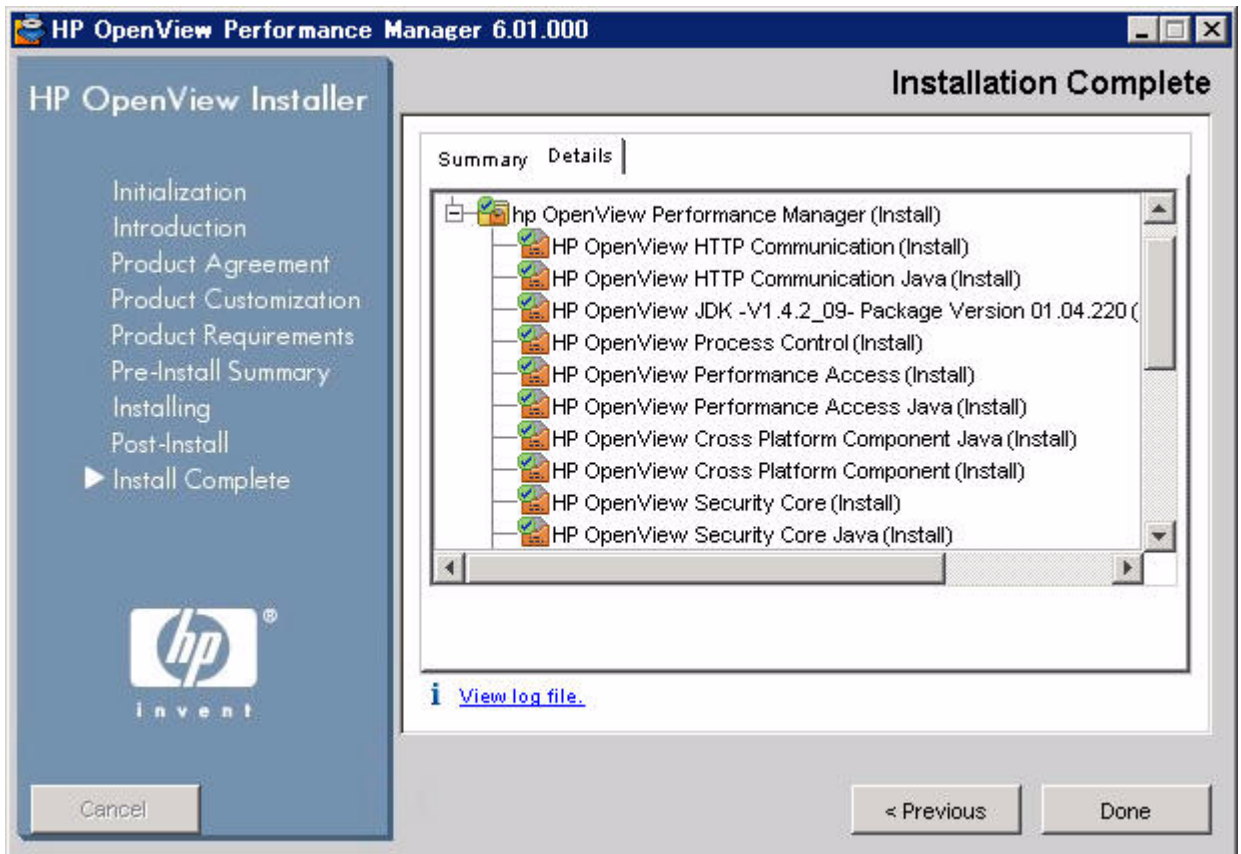 HP OpenView Performance Manager 6.01.000
HP OpenView Installer
Initialization
Introduction
Product Agreement
Product Customization
Product Requirements
Pre-Install Summary
Installing
Post-Install
Install Complete
hp
®
invent
Cancel
Installation Complete
Summary Details
hp OpenView Performance Manager (Install)
HP OpenView HTTP Communication (Install)
HP OpenView HTTP Communication Java (Install)
HP OpenView JDK -V1.4.2_09- Package Version 01.04.220 (
HP OpenView Process Control (Install)
HP OpenView Performance Access (Install)
HP OpenView Performance Access Java (Install)
HP OpenView Cross Platform Component Java (Install)
HP OpenView Cross Platform Component (Install)
HP OpenView Security Core (Install)
HP OpenView Security Core Java (Install)
i View log file.
< Previous Done